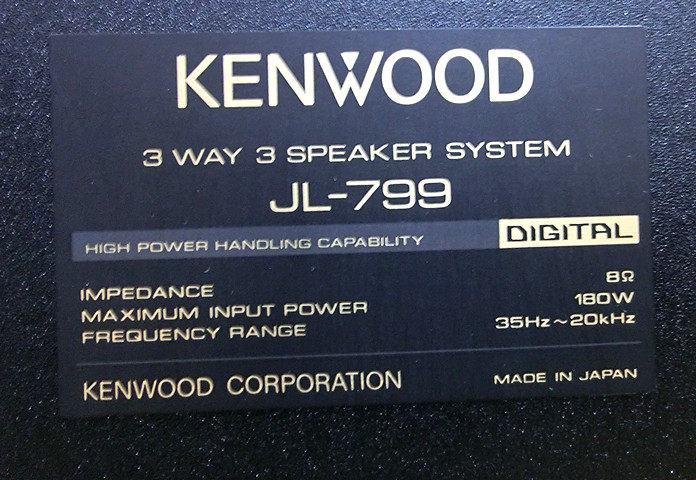 KENWOOD
3 WAY 3 SPEAKER SYSTEM
JL-799
HIGH POWER HANDLING CAPABILITY DIGITAL
IMPEDANCE 8Ω
MAXIMUM INPUT POWER 180W
FREQUENCY RANGE 35Hz~20kHz
KENWOOD CORPORATION MADE IN JAPAN